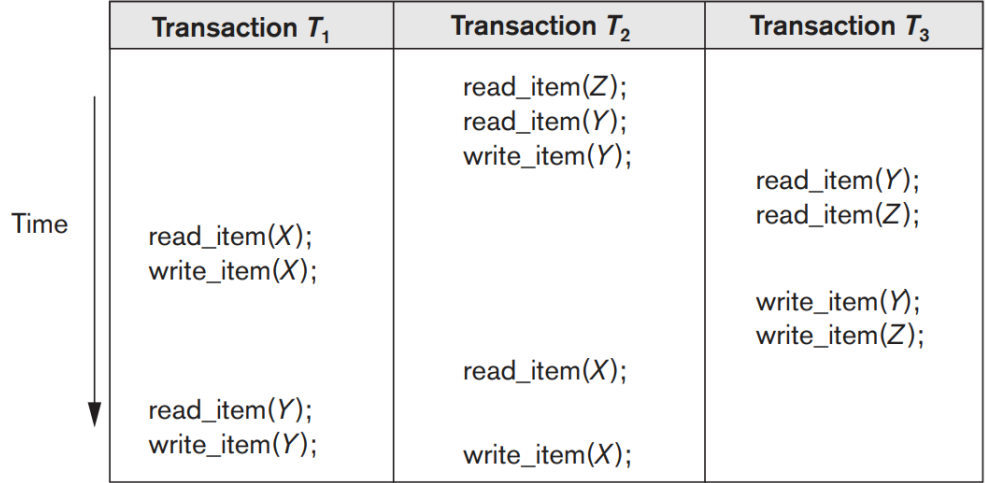 Transaction T₁ Transaction T₂ Transaction T₃
read_item(Z);
read_item(Y);
write_item(Y);
read_item(Y);
read_item(Z);
Time
read_item(X);
write_item(X);
write_item(Y);
write_item(Z);
read_item(X);
read_item(Y);
write_item(Y);
write_item(X);